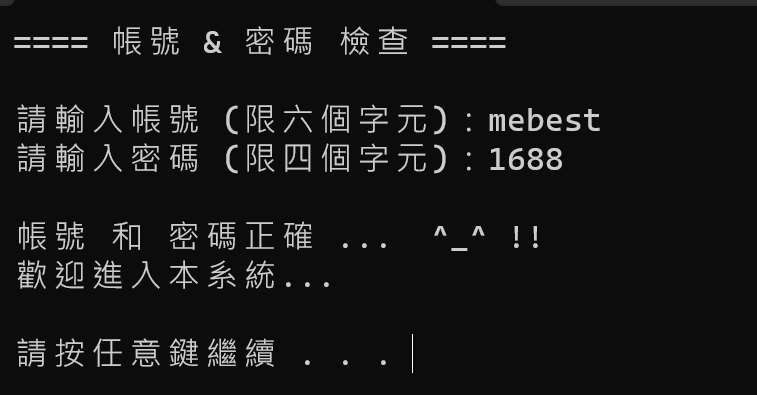 ==== 帳號 & 密碼 檢查 ====
請輸入帳號 (限六個字元)：mebest
請輸入密碼 (限四個字元)：1688
帳號 和 密碼正確 ...  ^_^ !!
歡迎進入本系統...
請按任意鍵繼續 . . .